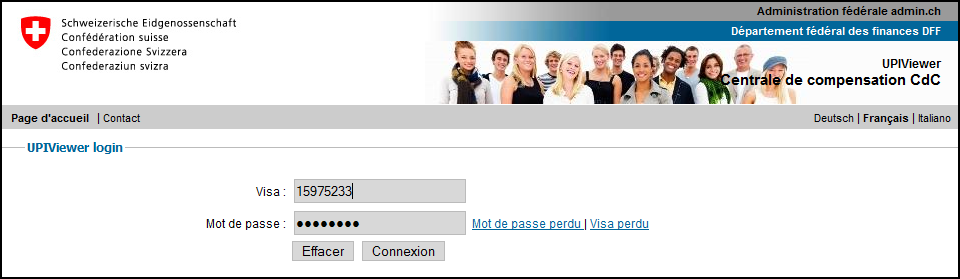 Schweizerische Eidgenossenschaft
Confédération suisse
Confederazione Svizzera
Confederaziun svizra
Administration fédérale admin.ch
Département fédéral des finances DFF
UPIViewer
Centrale de compensation CdC
Page d'accueil | Contact
Deutsch | Français | Italiano
UPIViewer login
Visa : 15975233
Mot de passe : ●●●●●●●● Mot de passe perdu | Visa perdu
Effacer Connexion